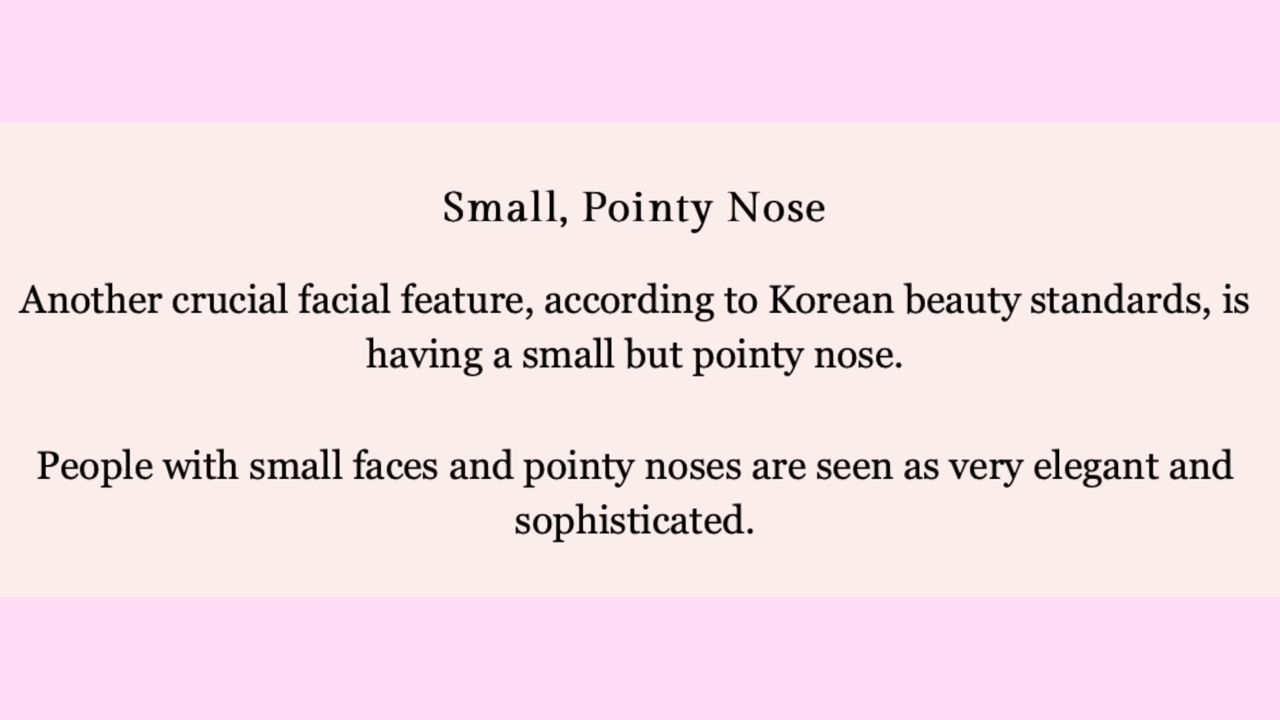 Small, Pointy Nose
Another crucial facial feature, according to Korean beauty standards, is
having a small but pointy nose.
People with small faces and pointy noses are seen as very elegant and
sophisticated.